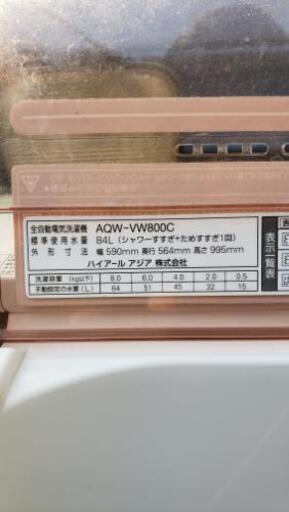 全自動電気洗濯機 AQW-VW800C
標準使用水量 84L (シャワーすすぎ+ためすすぎ1回)
外形寸法 幅590mm 奥行564mm 高さ995mm
ハイアール アジア 株式会社
洗濯容量 (kg以下) 8.0 6.0 4.0 2.0 0.5
手動設定の水量 (L) 64 51 45 32 15
表示一覧表